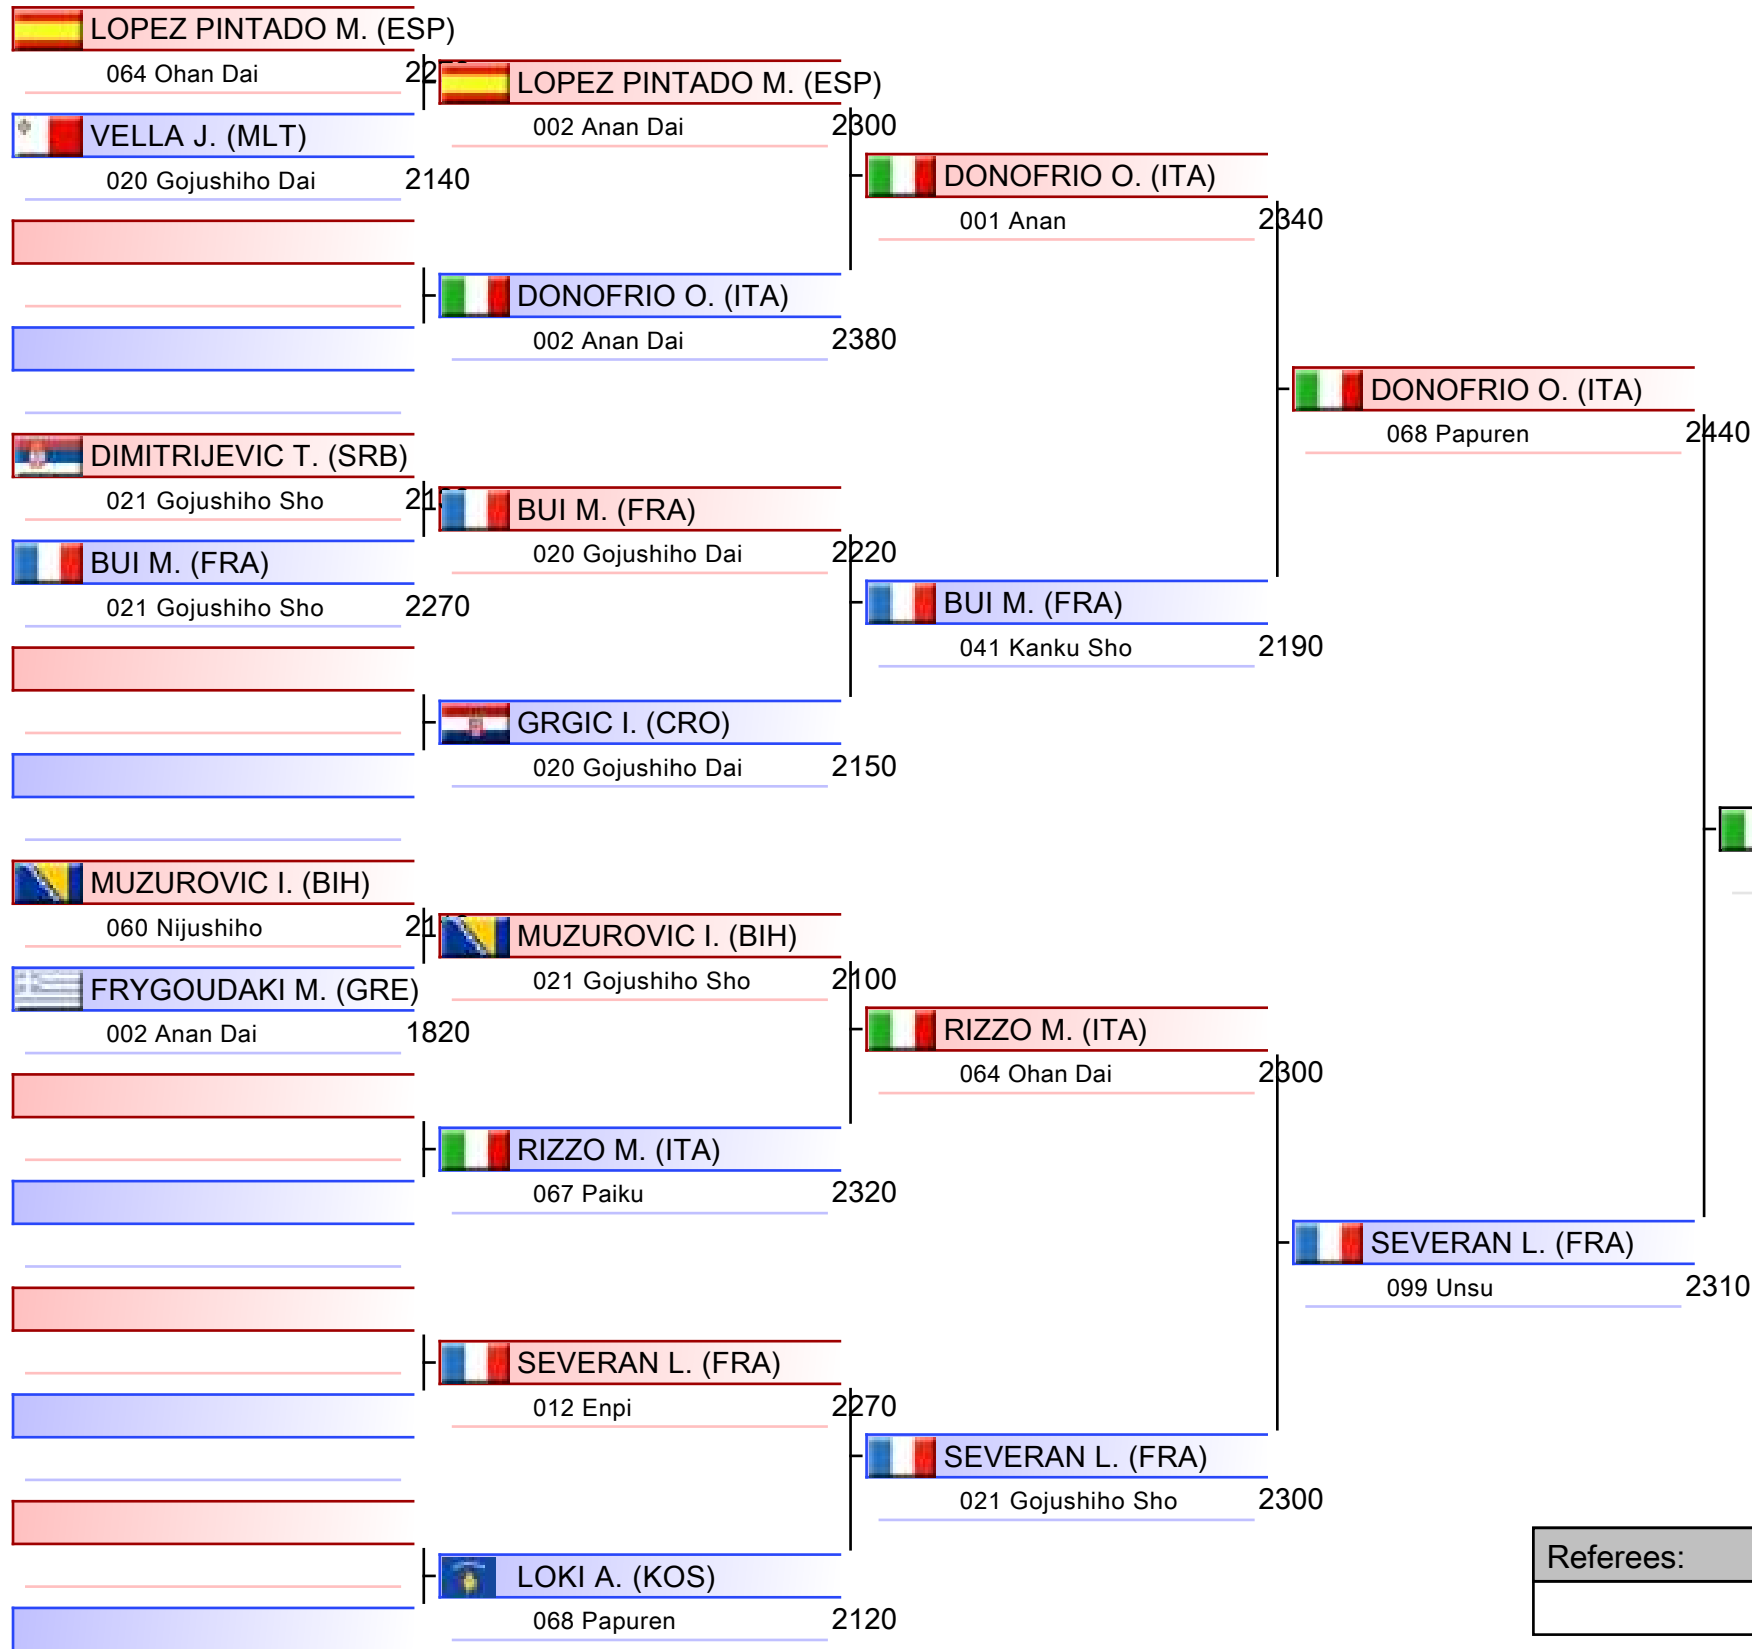 LOPEZ PINTADO M. (ESP)
064 Ohan Dai
VELLA J. (MLT)
020 Gojushiho Dai 2140
DIMITRIJEVIC T. (SRB)
021 Gojushiho Sho
BUI M. (FRA)
021 Gojushiho Sho 2270
MUZUROVIC I. (BIH)
060 Nijushiho
FRYGOUDAKI M. (GRE)
002 Anan Dai 1820
LOPEZ PINTADO M. (ESP)
002 Anan Dai 2300
DONOFRIO O. (ITA)
002 Anan Dai 2380
BUI M. (FRA)
020 Gojushiho Dai 2220
GRGIC I. (CRO)
020 Gojushiho Dai 2150
MUZUROVIC I. (BIH)
021 Gojushiho Sho 2100
RIZZO M. (ITA)
067 Paiku 2320
SEVERAN L. (FRA)
012 Enpi 2270
LOKI A. (KOS)
068 Papuren 2120
DONOFRIO O. (ITA)
001 Anan 2340
BUI M. (FRA)
041 Kanku Sho 2190
RIZZO M. (ITA)
064 Ohan Dai 2300
SEVERAN L. (FRA)
021 Gojushiho Sho 2300
DONOFRIO O. (ITA)
068 Papuren 2440
SEVERAN L. (FRA)
099 Unsu 2310
Referees: